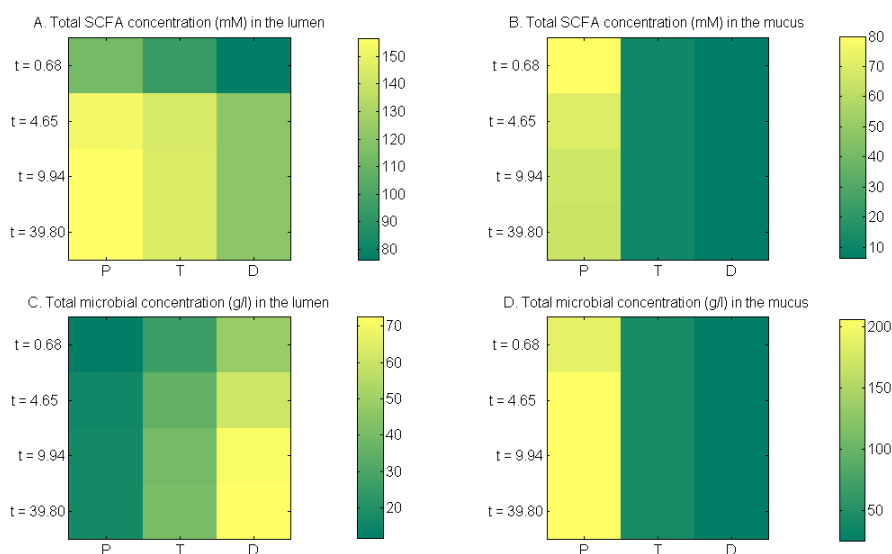 A. Total SCFA concentration (mM) in the lumen
t = 0.68
t = 4.65
t = 9.94
t = 39.80
P T D
150
140
130
120
110
100
90
80
B. Total SCFA concentration (mM) in the mucus
t = 0.68
t = 4.65
t = 9.94
t = 39.80
P T D
80
70
60
50
40
30
20
10
C. Total microbial concentration (g/l) in the lumen
t = 0.68
t = 4.65
t = 9.94
t = 39.80
P T D
70
60
50
40
30
20
D. Total microbial concentration (g/l) in the mucus
t = 0.68
t = 4.65
t = 9.94
t = 39.80
P T D
200
150
100
50